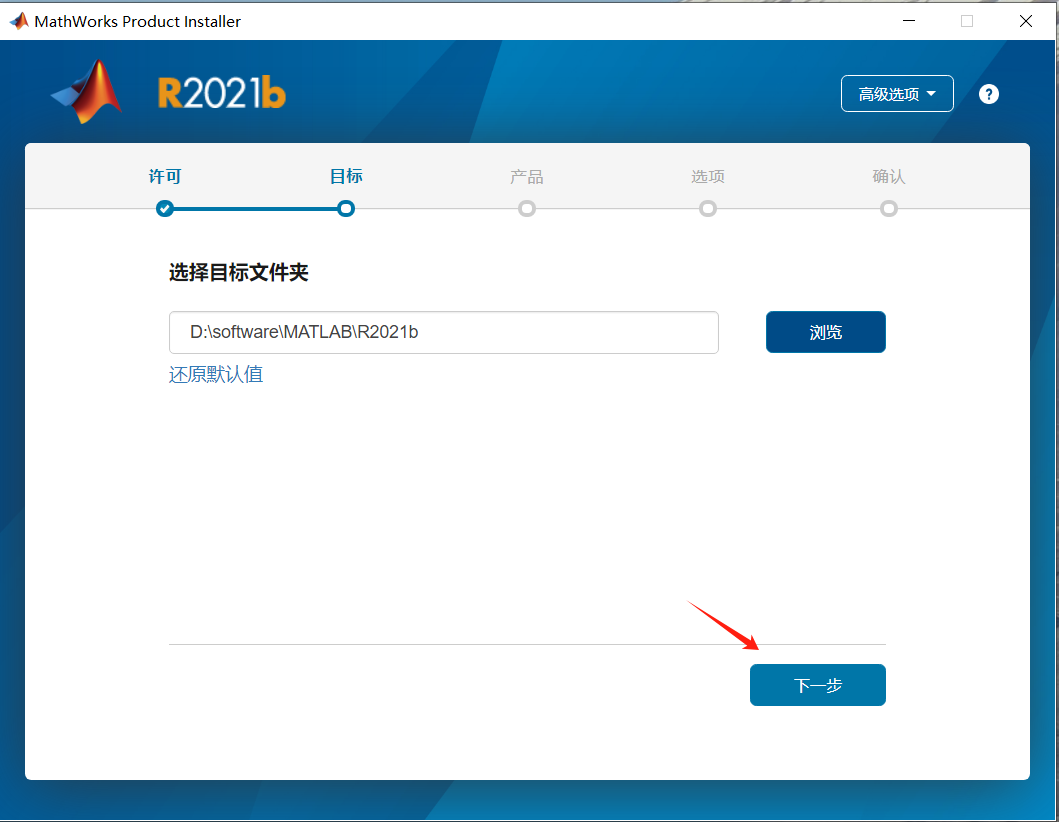 MathWorks Product Installer
R2021b
高级选项
?
许可
目标
产品
选项
确认
选择目标文件夹
D:\software\MATLAB\R2021b
浏览
还原默认值
下一步